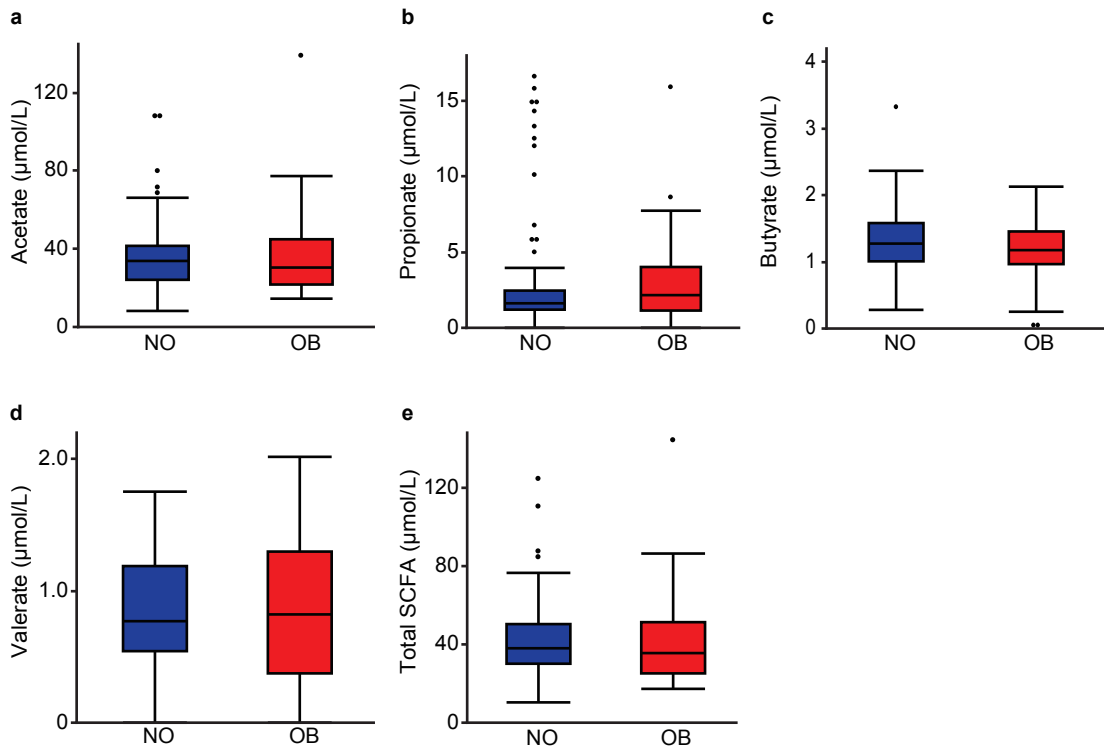 a
Acetate (µmol/L)
120
80
40
0
NO OB
b
Propionate (µmol/L)
15
10
5
0
NO OB
c
Butyrate (µmol/L)
4
3
2
1
0
NO OB
d
Valerate (µmol/L)
2.0
1.0
0
NO OB
e
Total SCFA (µmol/L)
120
80
40
0
NO OB